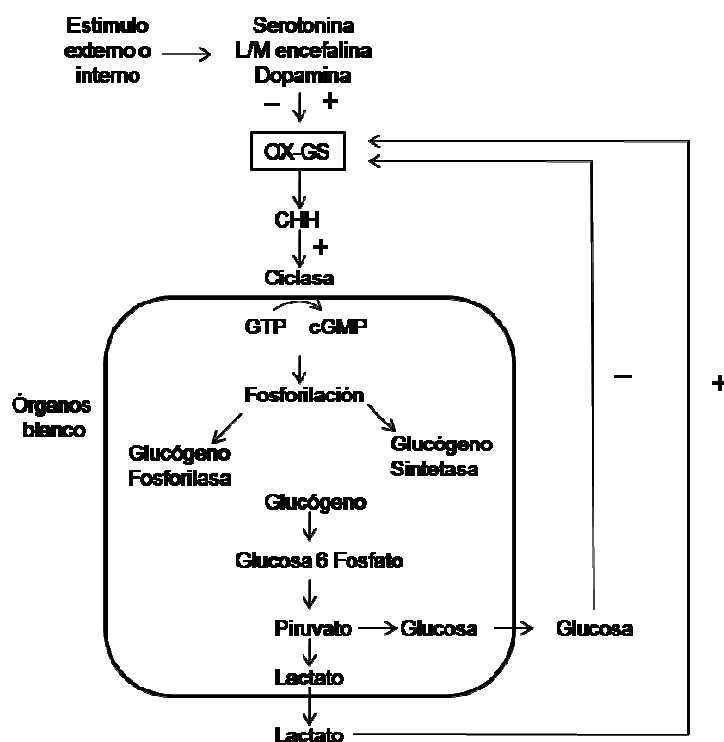 Estimulo
externo o
interno
Serotonina
L/M encefalina
Dopamina
− +
OX-GS
CHH
+
Ciclasa
GTP cGMP
Fosforilación
Órganos
blanco
Glucógeno
Fosforilasa
Glucógeno
Sintetasa
Glucógeno
Glucosa 6 Fosfato
Piruvato
Glucosa
Glucosa
Lactato
Lactato
−
+